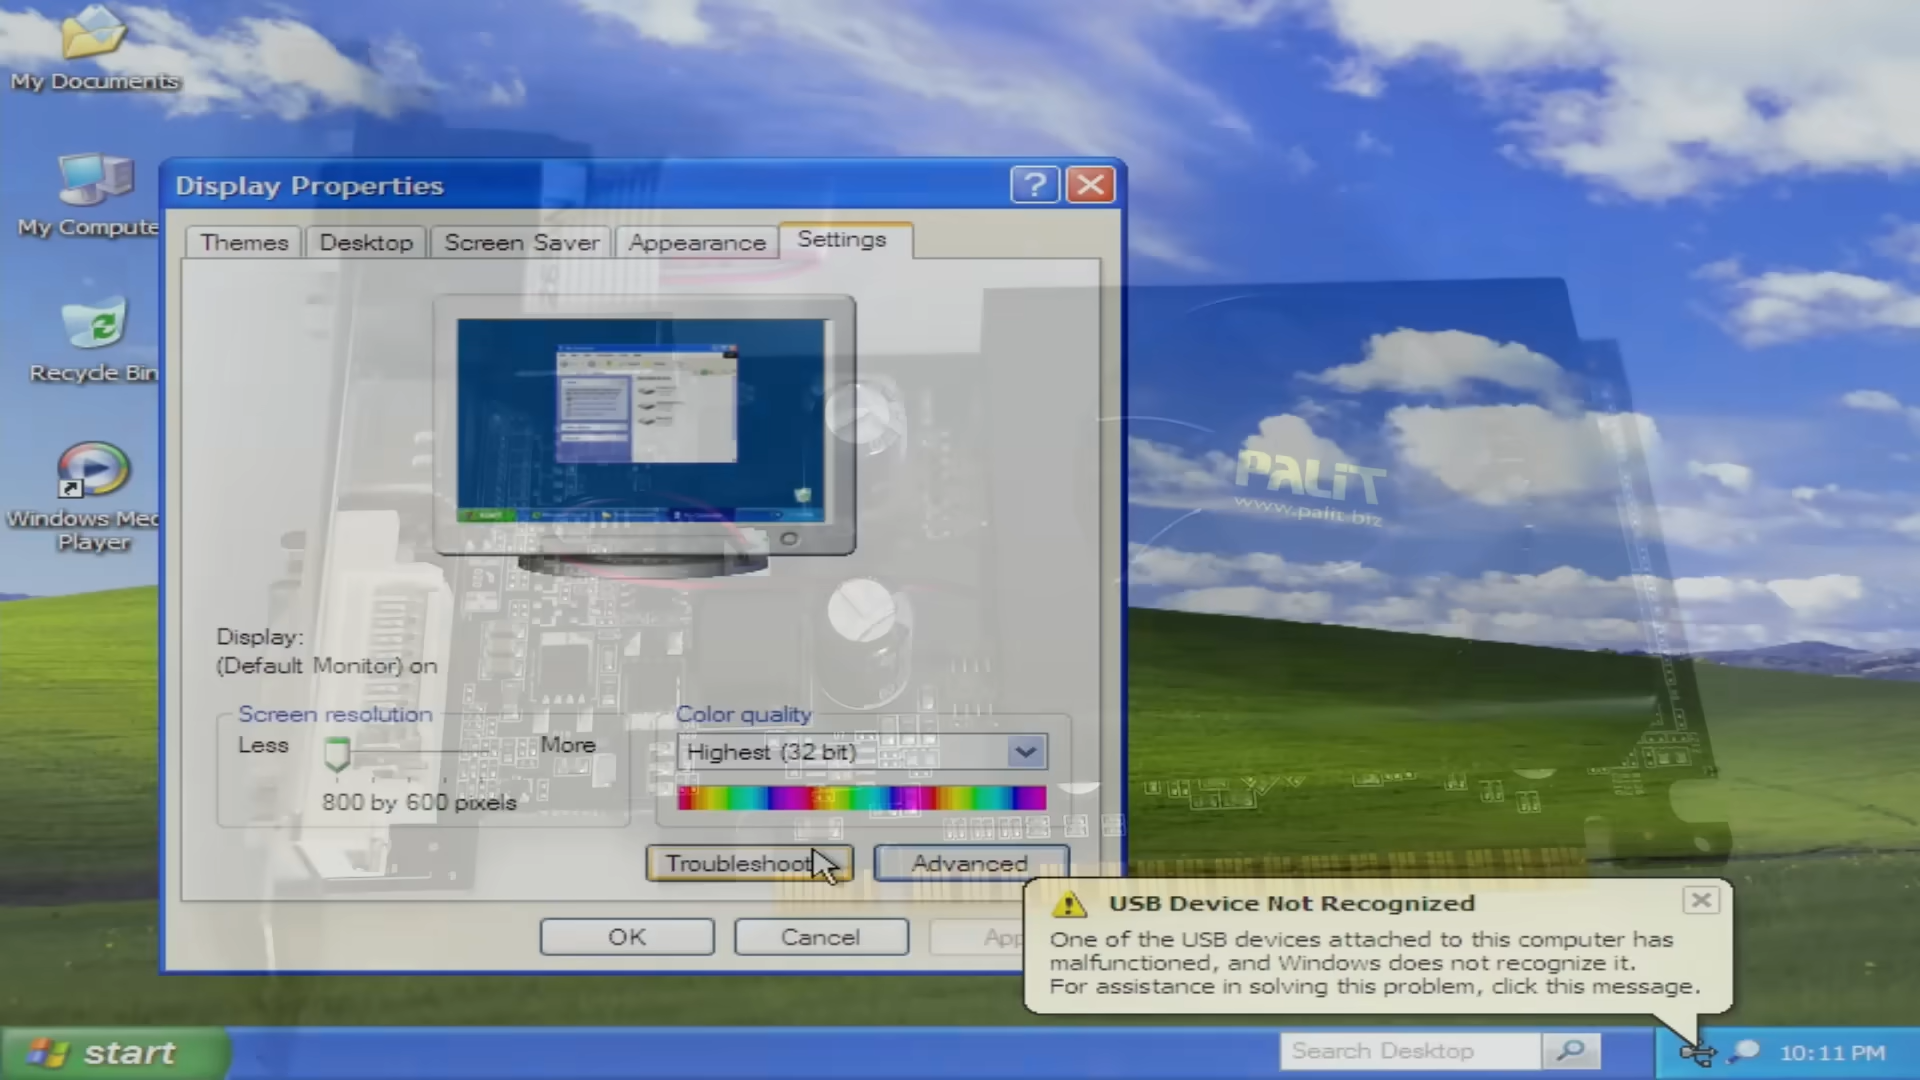 My Documents
My Compute
Recycle Bin
Windows Med
Player
Display Properties
Themes
Desktop
Screen Saver
Appearance
Settings
Display:
(Default Monitor) on
Screen resolution
Less
More
800 by 600 pixels
Color quality
Highest (32 bit)
Troubleshoot
Advanced
OK
Cancel
App
PALiT
www.palit.biz
USB Device Not Recognized
One of the USB devices attached to this computer has
malfunctioned, and Windows does not recognize it.
For assistance in solving this problem, click this message.
start
Search Desktop
10:11 PM